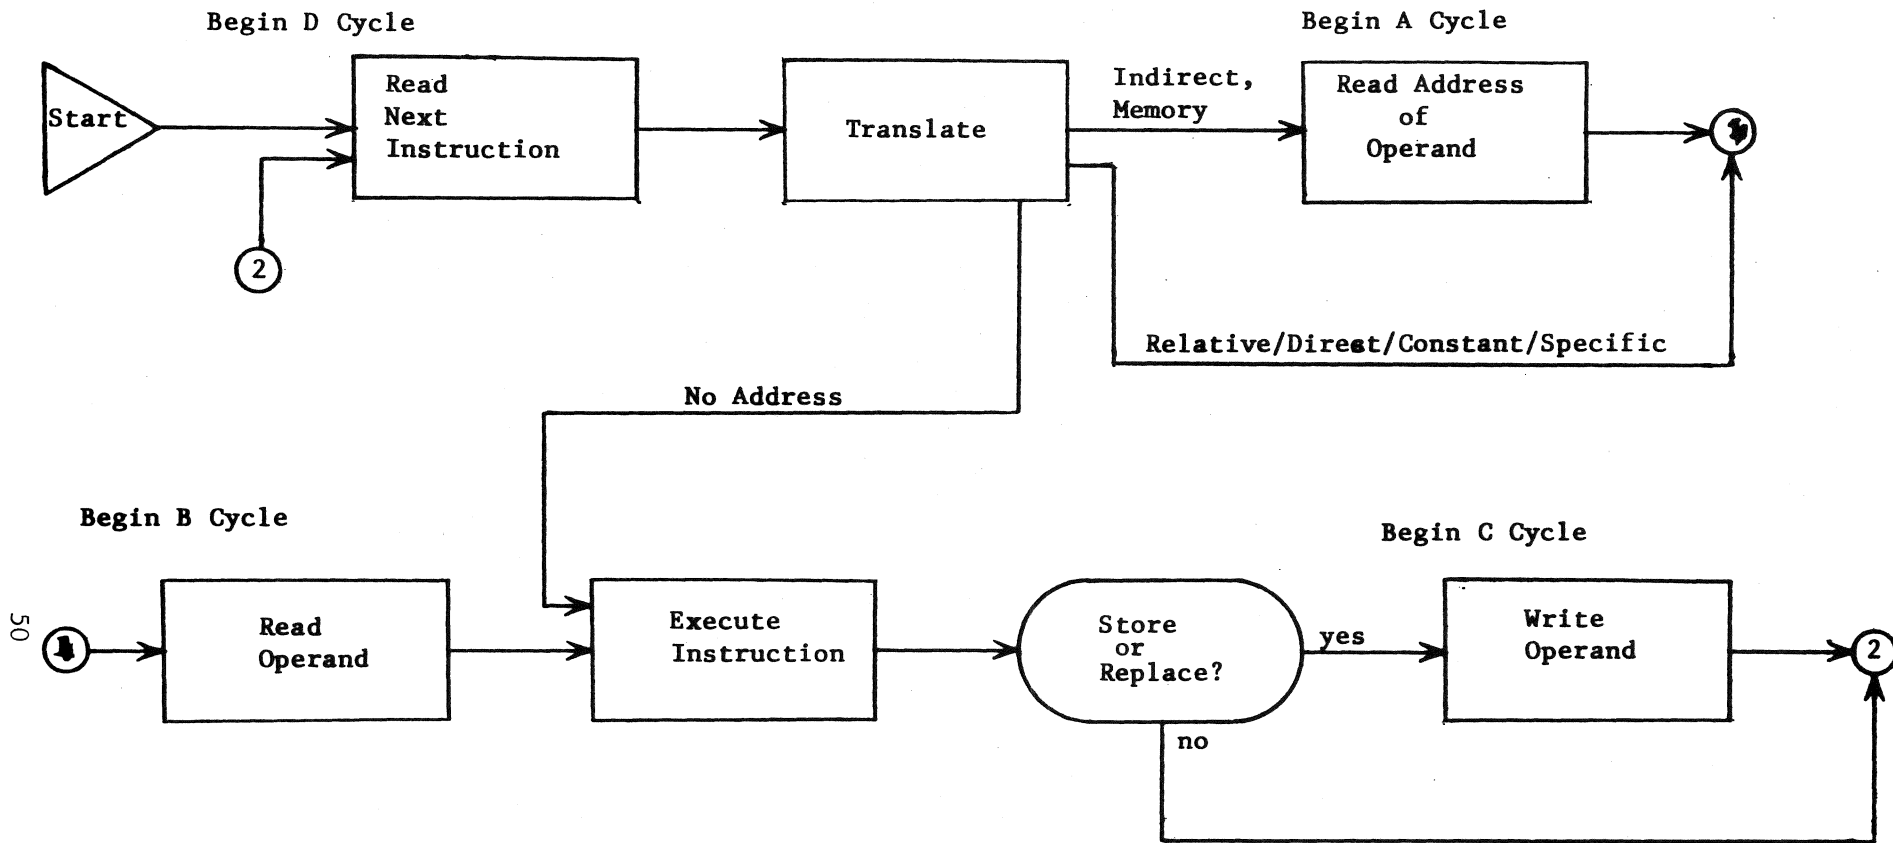 Begin D Cycle
Begin A Cycle
Start
Read
Next
Instruction
Translate
Indirect,
Memory
Read Address
of
Operand
2
Relative/Direct/Constant/Specific
No Address
Begin B Cycle
Begin C Cycle
50
Read
Operand
Execute
Instruction
Store
or
Replace?
yes
no
Write
Operand
2